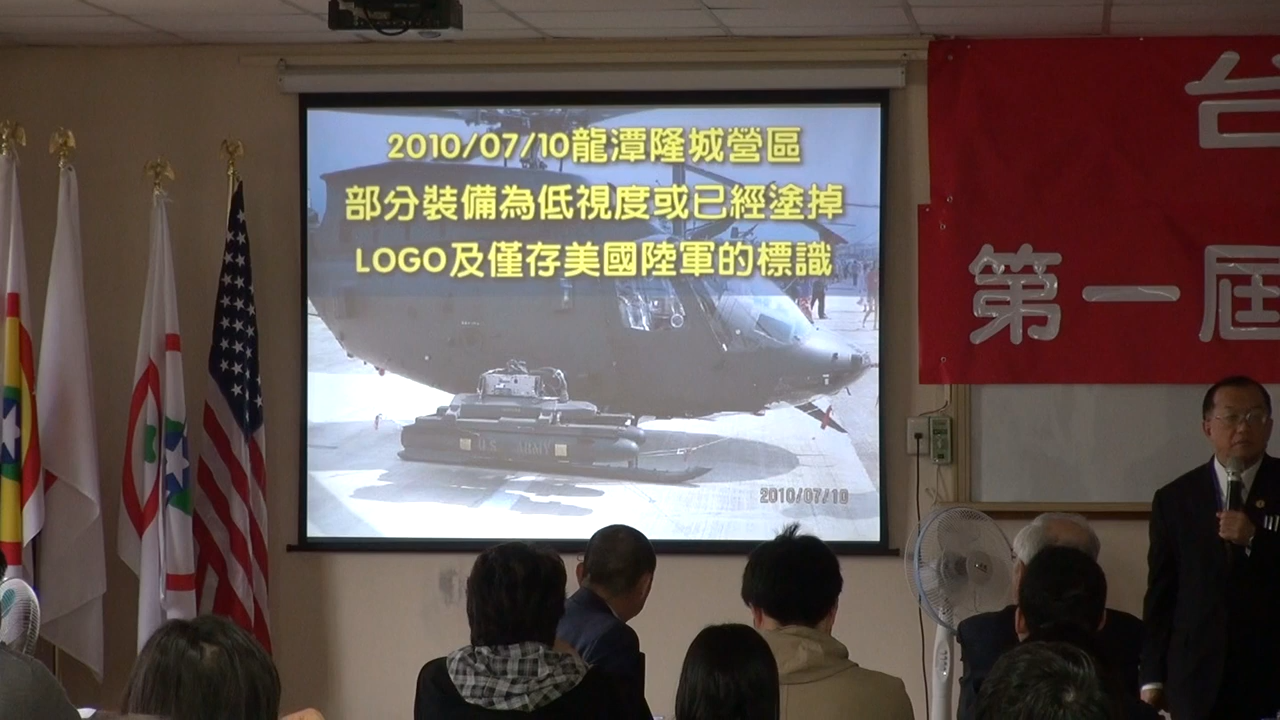 2010/07/10龍潭隆城營區
部分裝備為低視度或已經塗掉
LOGO及僅存美國陸軍的標識
U.S. ARMY
2010/07/10
台
第一屆